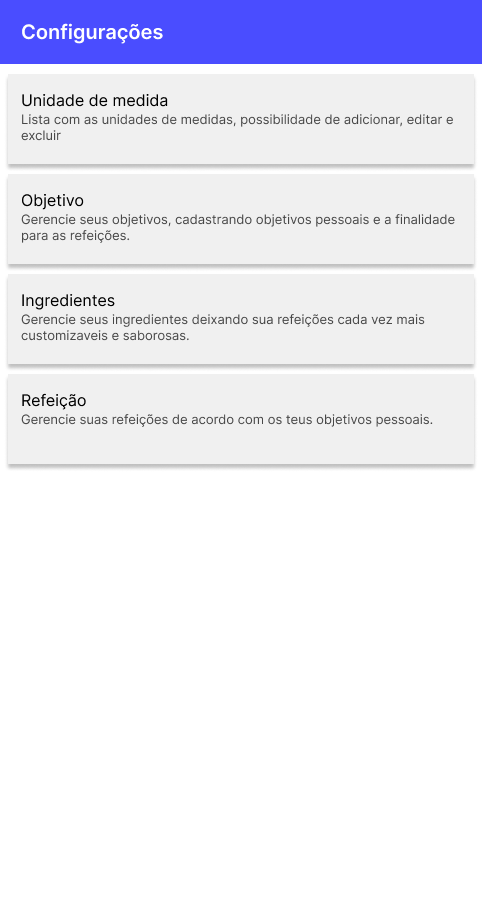 Configurações
Unidade de medida
Lista com as unidades de medidas, possibilidade de adicionar, editar e
excluir
Objetivo
Gerencie seus objetivos, cadastrando objetivos pessoais e a finalidade
para as refeições.
Ingredientes
Gerencie seus ingredientes deixando sua refeições cada vez mais
customizaveis e saborosas.
Refeição
Gerencie suas refeições de acordo com os teus objetivos pessoais.